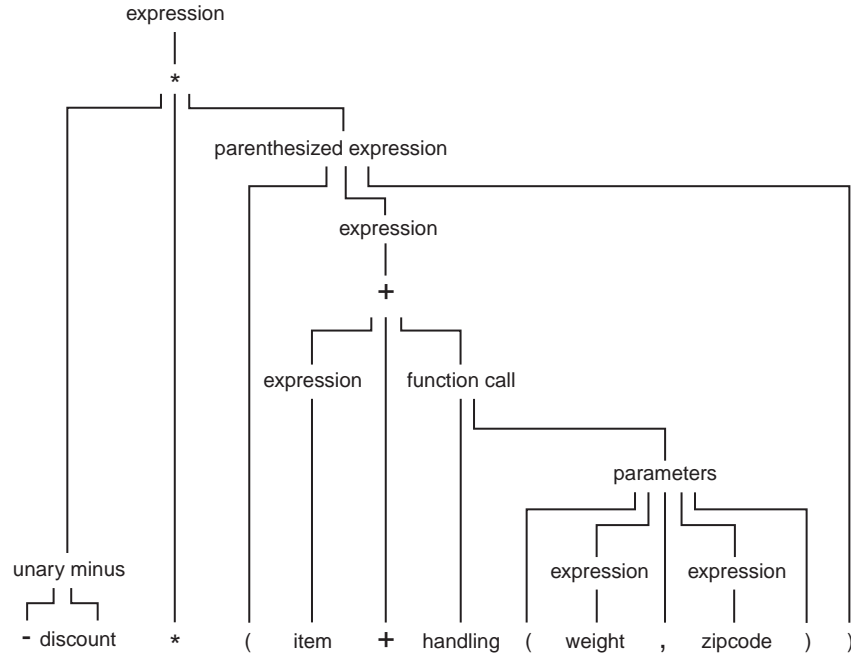 expression
*
parenthesized expression
expression
+
expression function call
parameters
unary minus expression expression
- discount * ( item + handling ( weight , zipcode ) )